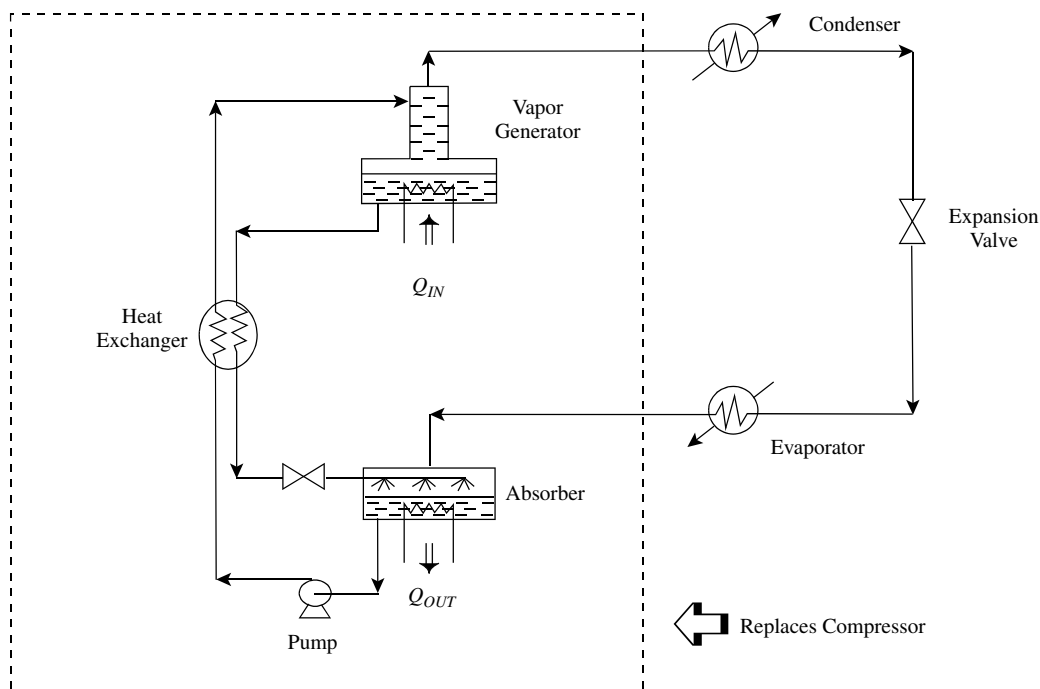 Condenser
Vapor
Generator
Expansion
Valve
Q_IN
Heat
Exchanger
Evaporator
Absorber
Q_OUT
Replaces Compressor
Pump